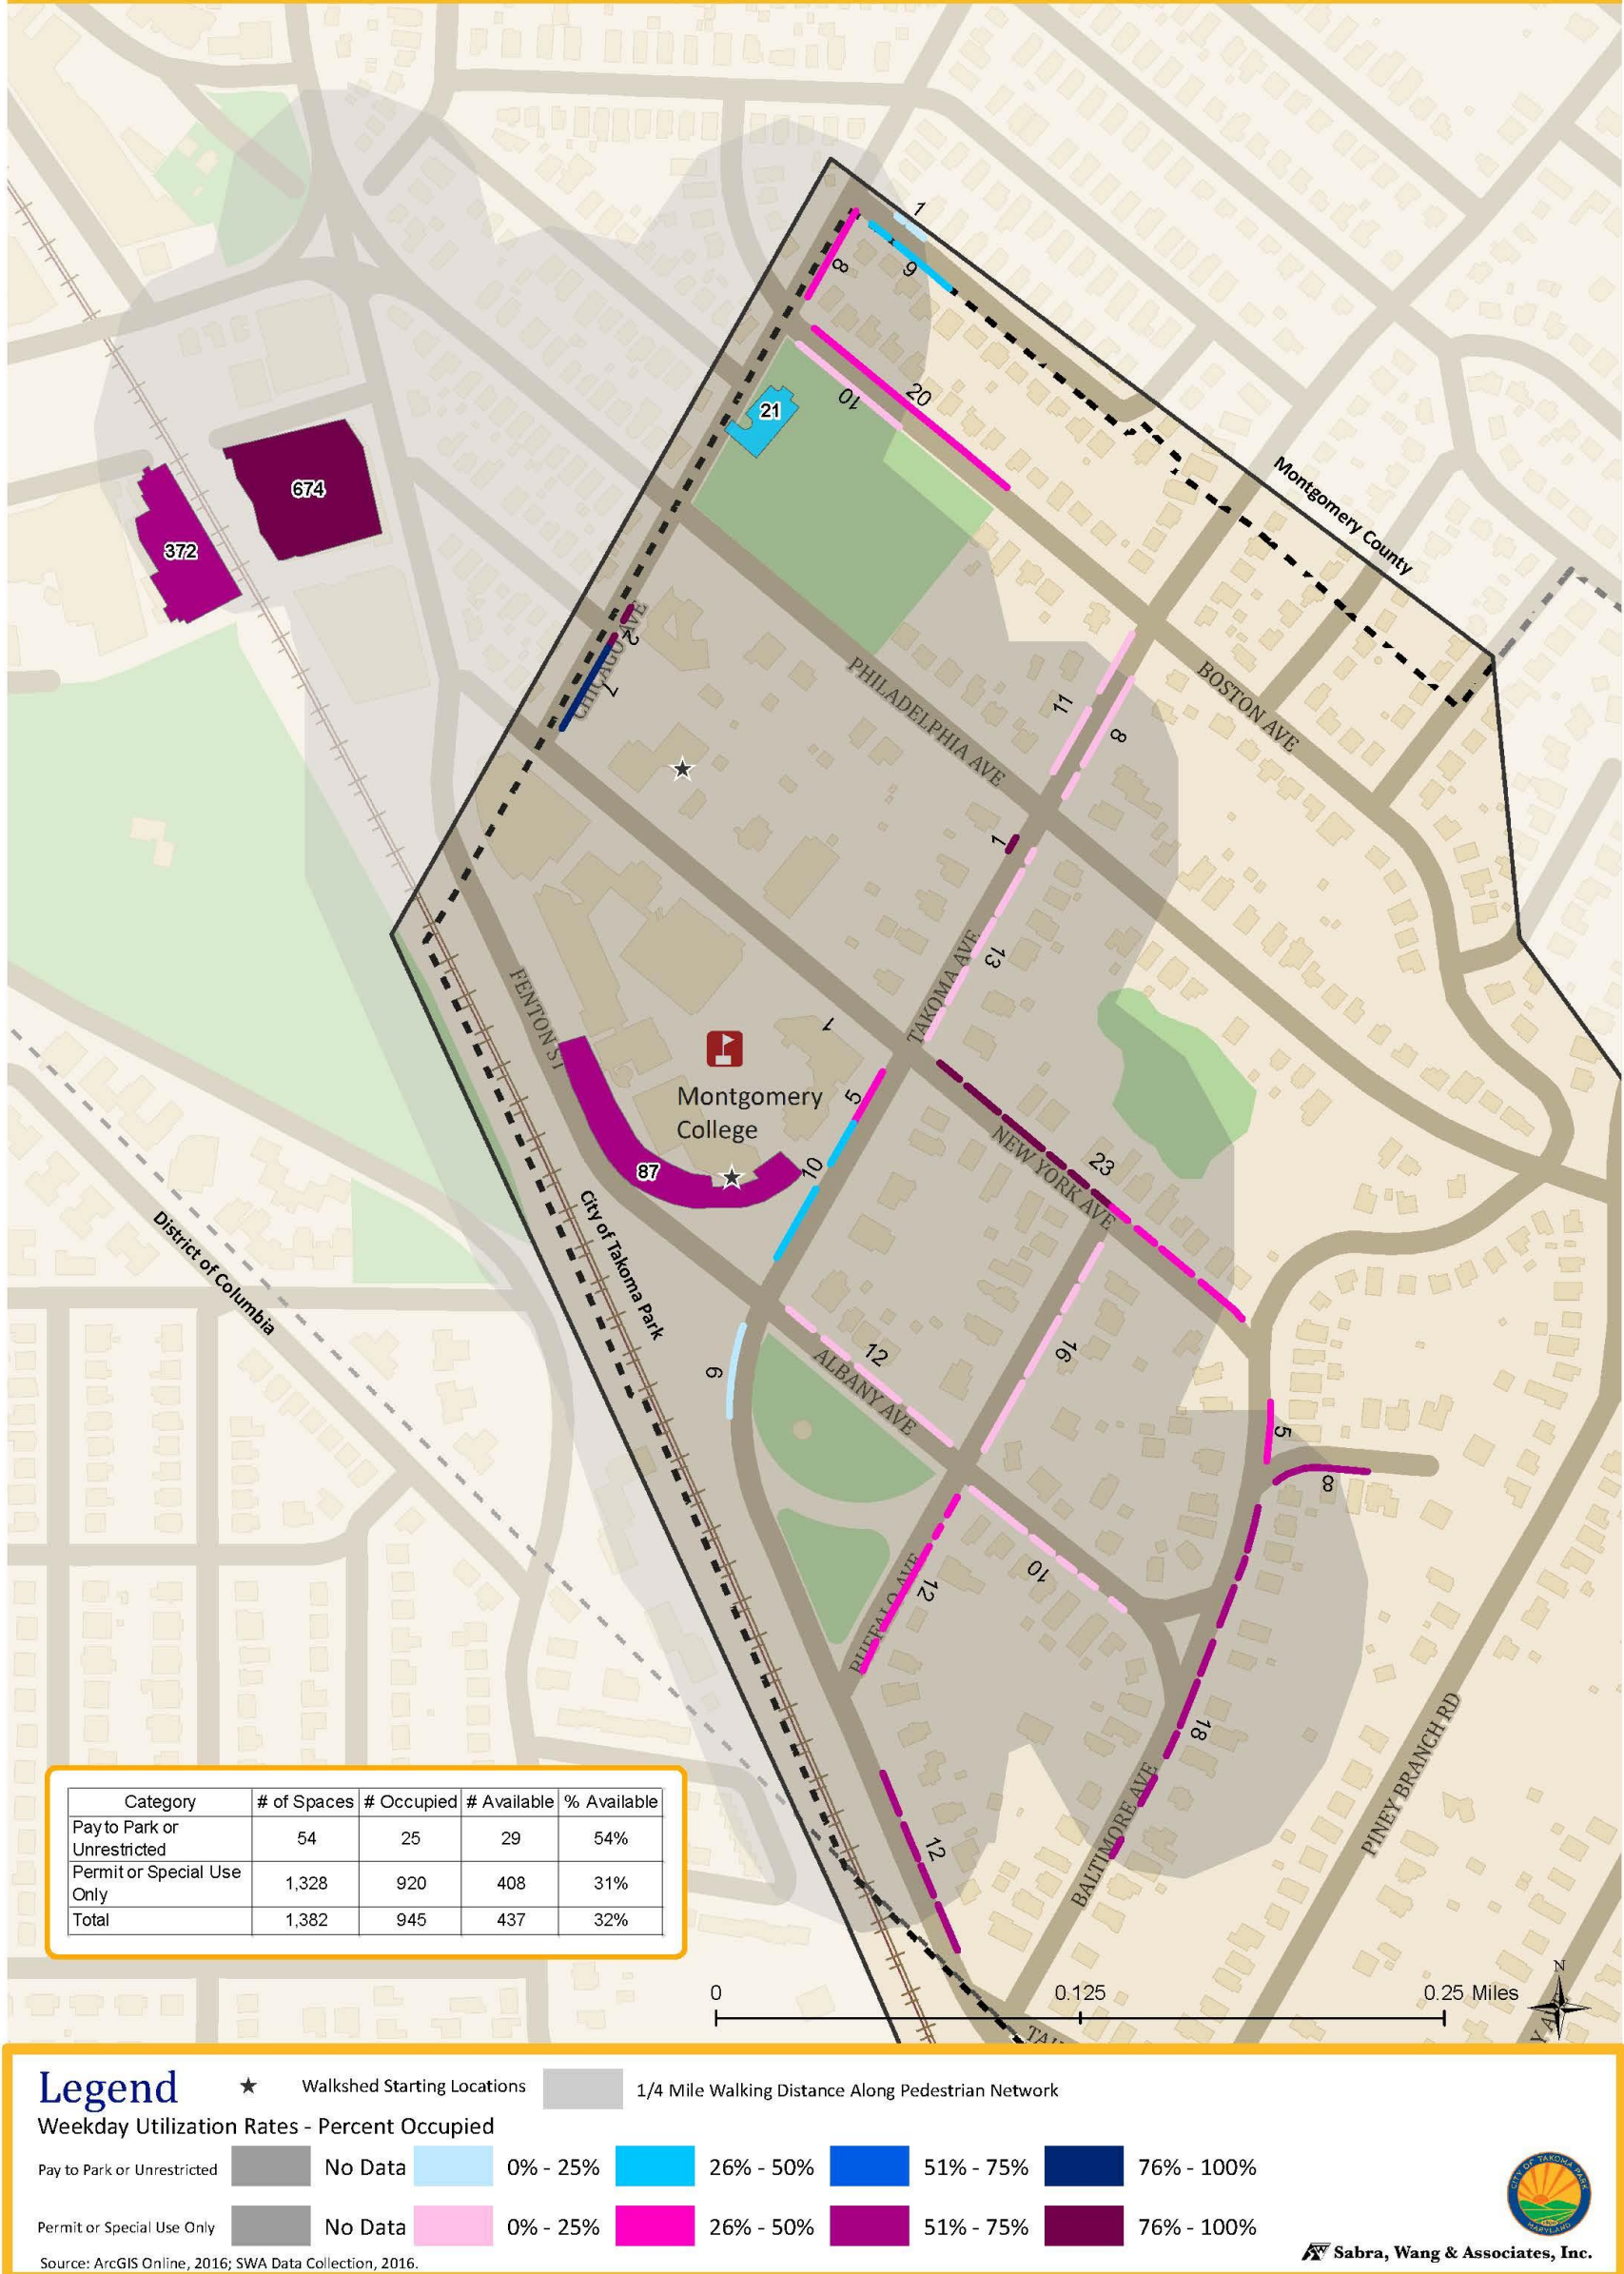 1
8
9
10
20
21
Montgomery County
674
372
2
CHICAGO AVE
7
PHILADELPHIA AVE
BOSTON AVE
11
8
1
13
TAKOMA AVE
FENTON ST
1
Montgomery
College
5
10
87
NEW YORK AVE
23
City of Takoma Park
District of Columbia
6
12
ALBANY AVE
16
5
8
10
BUFFALO AVE
12
18
BALTIMORE AVE
PINEY BRANCH RD
12
Category # of Spaces # Occupied # Available % Available
Pay to Park or
Unrestricted 54 25 29 54%
Permit or Special Use
Only 1,328 920 408 31%
Total 1,382 945 437 32%
0 0.125 0.25 Miles
N
Legend
Walkshed Starting Locations
1/4 Mile Walking Distance Along Pedestrian Network
Weekday Utilization Rates - Percent Occupied
Pay to Park or Unrestricted No Data 0% - 25% 26% - 50% 51% - 75% 76% - 100%
Permit or Special Use Only No Data 0% - 25% 26% - 50% 51% - 75% 76% - 100%
CITY OF TAKOMA PARK
MARYLAND
Source: ArcGIS Online, 2016; SWA Data Collection, 2016.
Sabra, Wang & Associates, Inc.